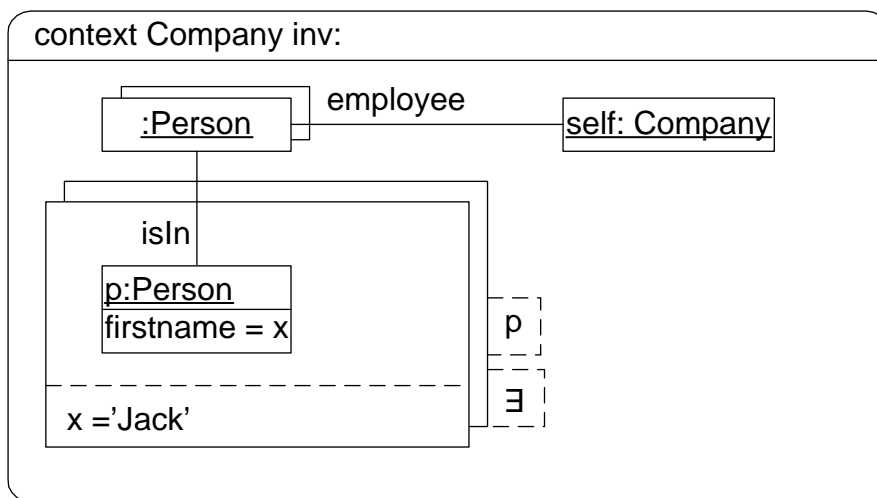 context Company inv:
employee
:Person
self: Company
isIn
p:Person
firstname = x
p
∃
x =’Jack’